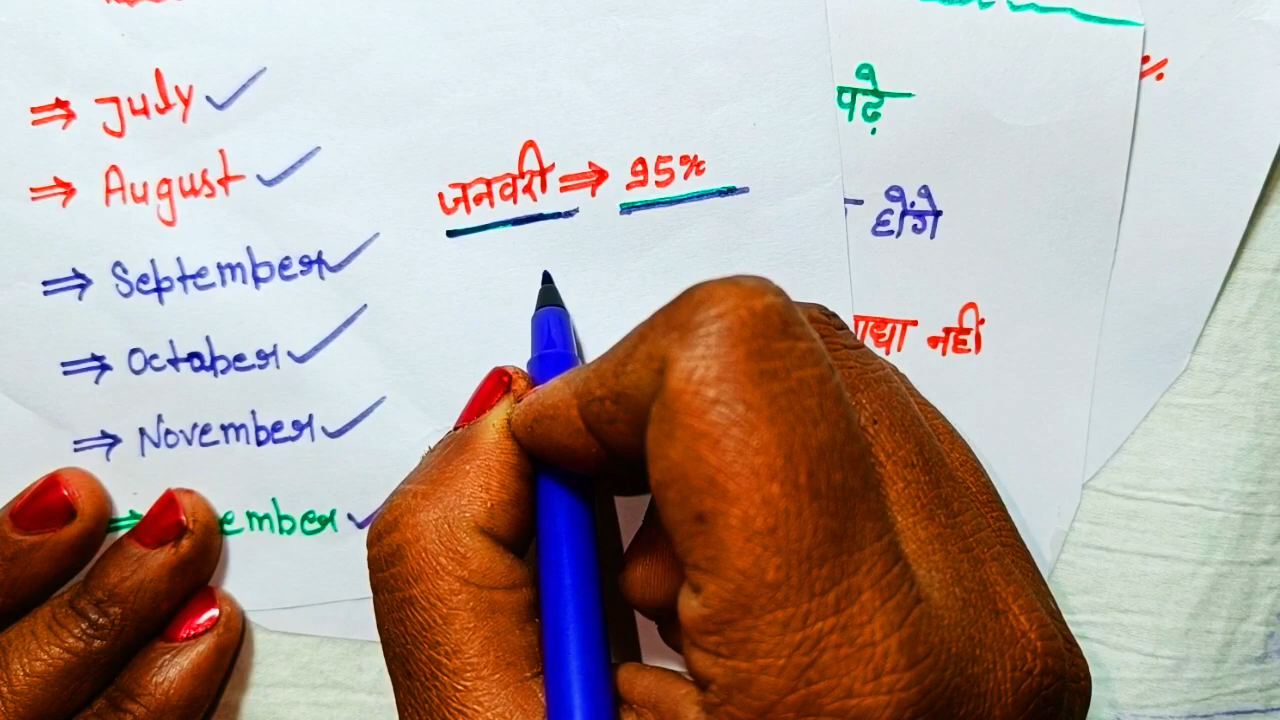 ⇒ July ✓
⇒ August ✓
⇒ September ✓
⇒ October ✓
⇒ November ✓
⇒ ember ✓
जनवरी ⇒ 95%
पढ़े
होंगे
नहीं
%